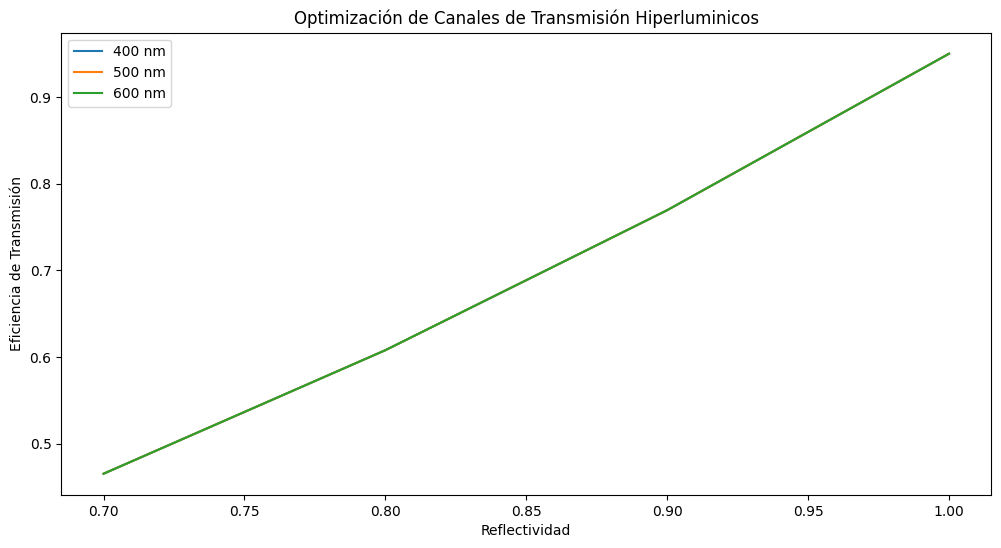 Optimización de Canales de Transmisión Hiperluminicos
400 nm
500 nm
600 nm
Eficiencia de Transmisión
0.9
0.8
0.7
0.6
0.5
0.70
0.75
0.80
0.85
0.90
0.95
1.00
Reflectividad